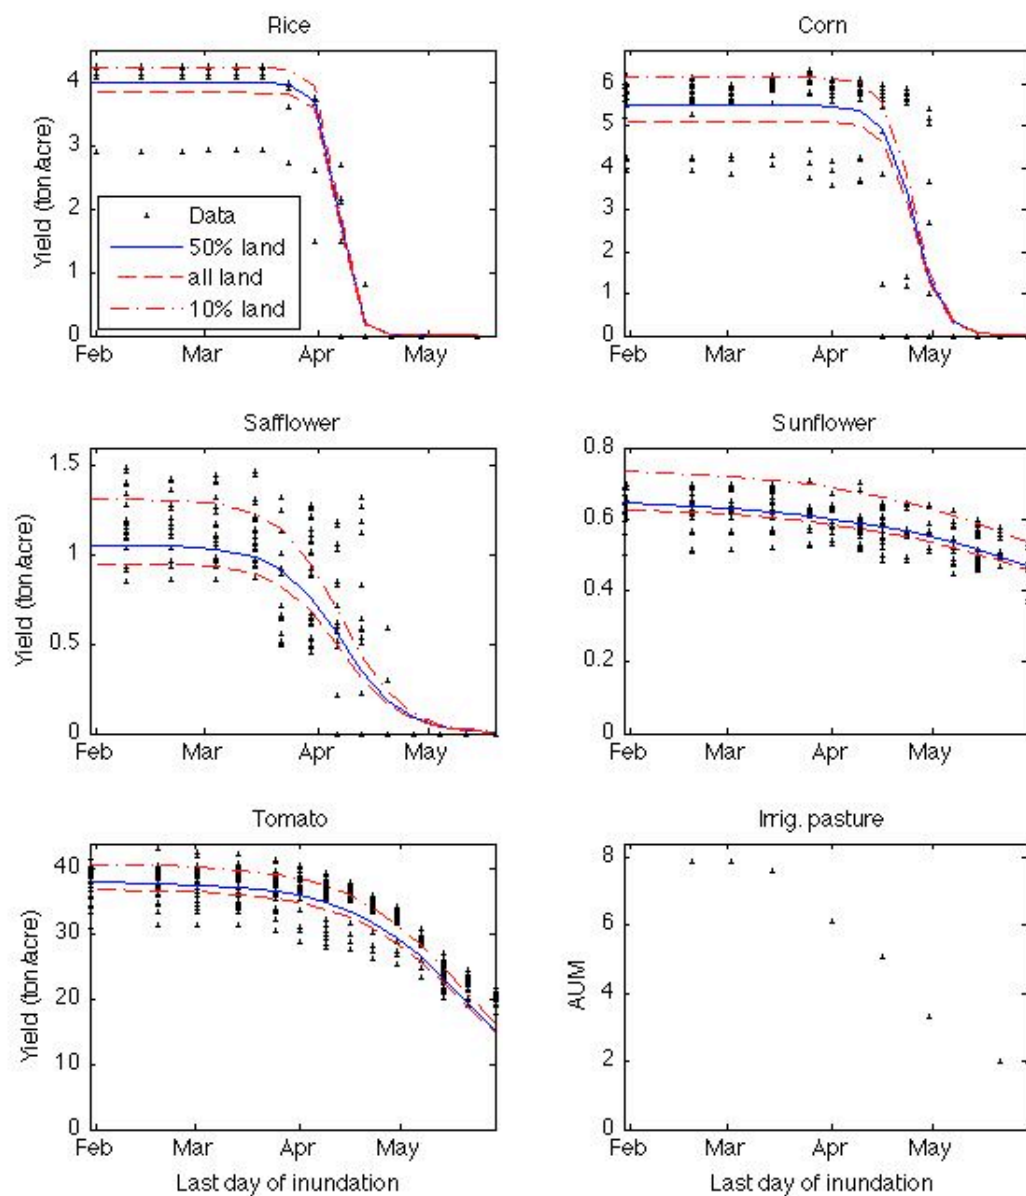 Rice
Yield (ton/acre)
4
3
2
1
0
Data
50% land
all land
10% land
Feb Mar Apr May
Corn
6
5
4
3
2
1
0
Feb Mar Apr May
Safflower
Yield (ton/acre)
1.5
1
0.5
0
Feb Mar Apr May
Sunflower
0.8
0.6
0.4
0.2
0
Feb Mar Apr May
Tomato
Yield (ton/acre)
40
30
20
10
0
Feb Mar Apr May
Last day of inundation
Irrig. pasture
AUM
8
6
4
2
0
Feb Mar Apr May
Last day of inundation